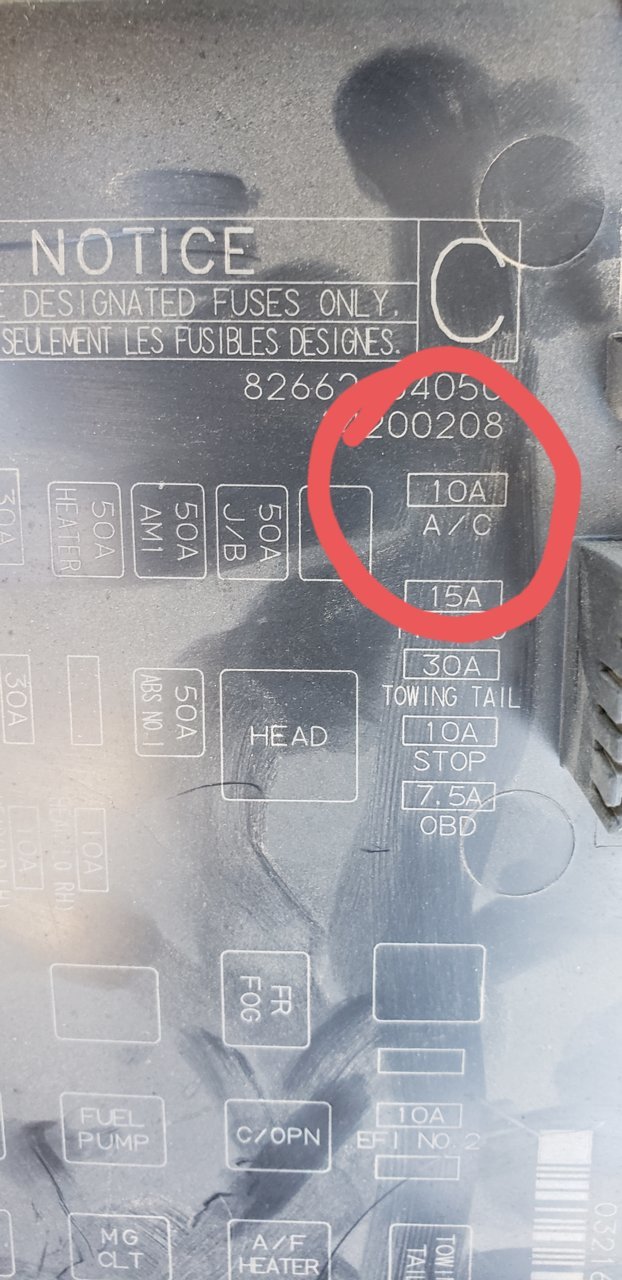 NOTICE
C
DESIGNATED FUSES ONLY.
SEULEMENT LES FUSIBLES DESIGNES.
200208
10A
A/C
30A
50A
HEATER
50A
AM1
50A
J/B
15A
30A
TOWING TAIL
10A
STOP
7.5A
OBD
30A
50A
ABS NO.1
HEAD
10A
FR
FOG
FUEL
PUMP
C/OPN
10A
EFI NO.2
MG
CLT
A/F
HEATER